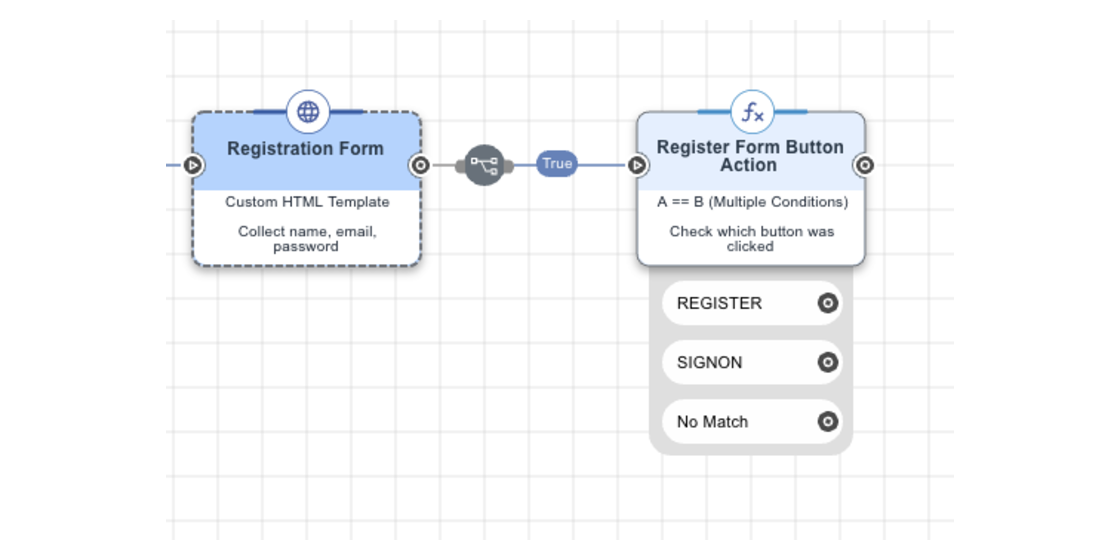 Registration Form
Custom HTML Template
Collect name, email,
password
True
fx
Register Form Button
Action
A == B (Multiple Conditions)
Check which button was
clicked
REGISTER
SIGNON
No Match